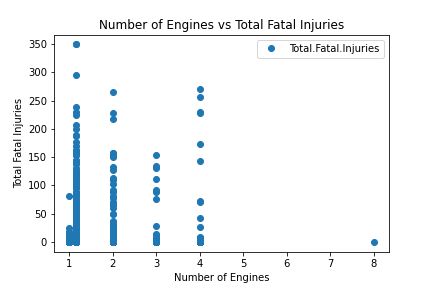 Number of Engines vs Total Fatal Injuries
Total.Fatal.Injuries
Total Fatal Injuries
350
300
250
200
150
100
50
0
1 2 3 4 5 6 7 8
Number of Engines